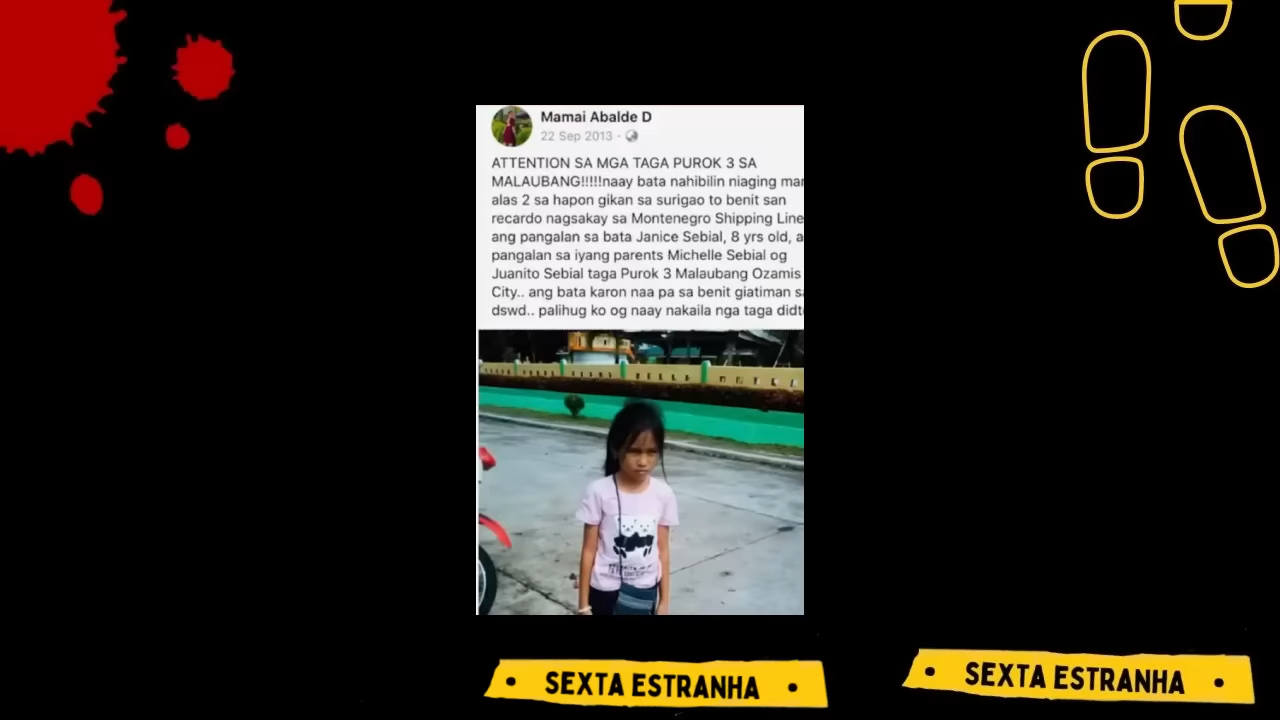 Mamai Abalde D
22 Sep 2013 ·
ATTENTION SA MGA TAGA PUROK 3 SA
MALAUBANG!!!!!naay bata nahibilin niaging
alas 2 sa hapon gikan sa surigao to benit san
recardo nagsakay sa Montenegro Shipping Line
ang pangalan sa bata Janice Sebial, 8 yrs old,
pangalan sa iyang parents Michelle Sebial og
Juanito Sebial taga Purok 3 Malaubang Ozamis
City.. ang bata karon naa pa sa benit giatiman
dswd.. palihug ko og naay nakaila nga taga
SEXTA ESTRANHA
SEXTA ESTRANHA